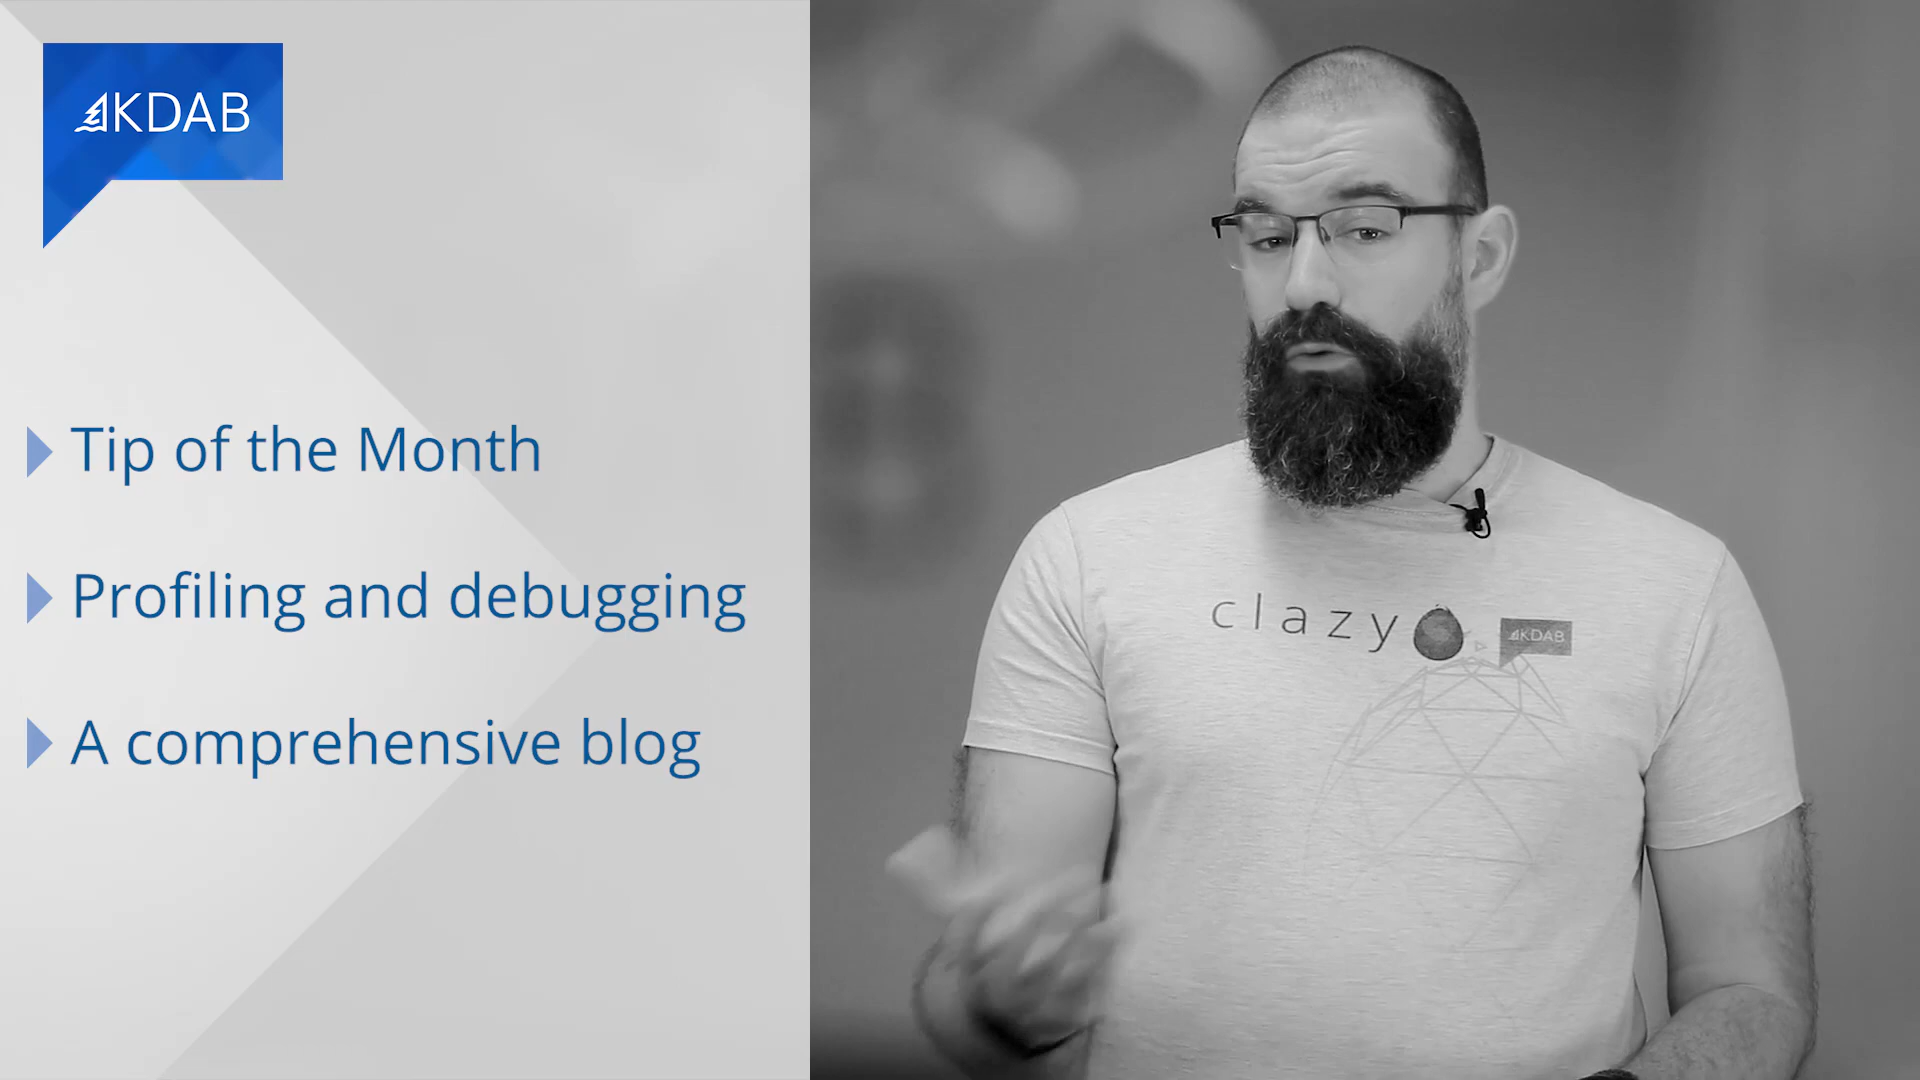 KDAB
Tip of the Month
Profiling and debugging
A comprehensive blog
clazy
KDAB